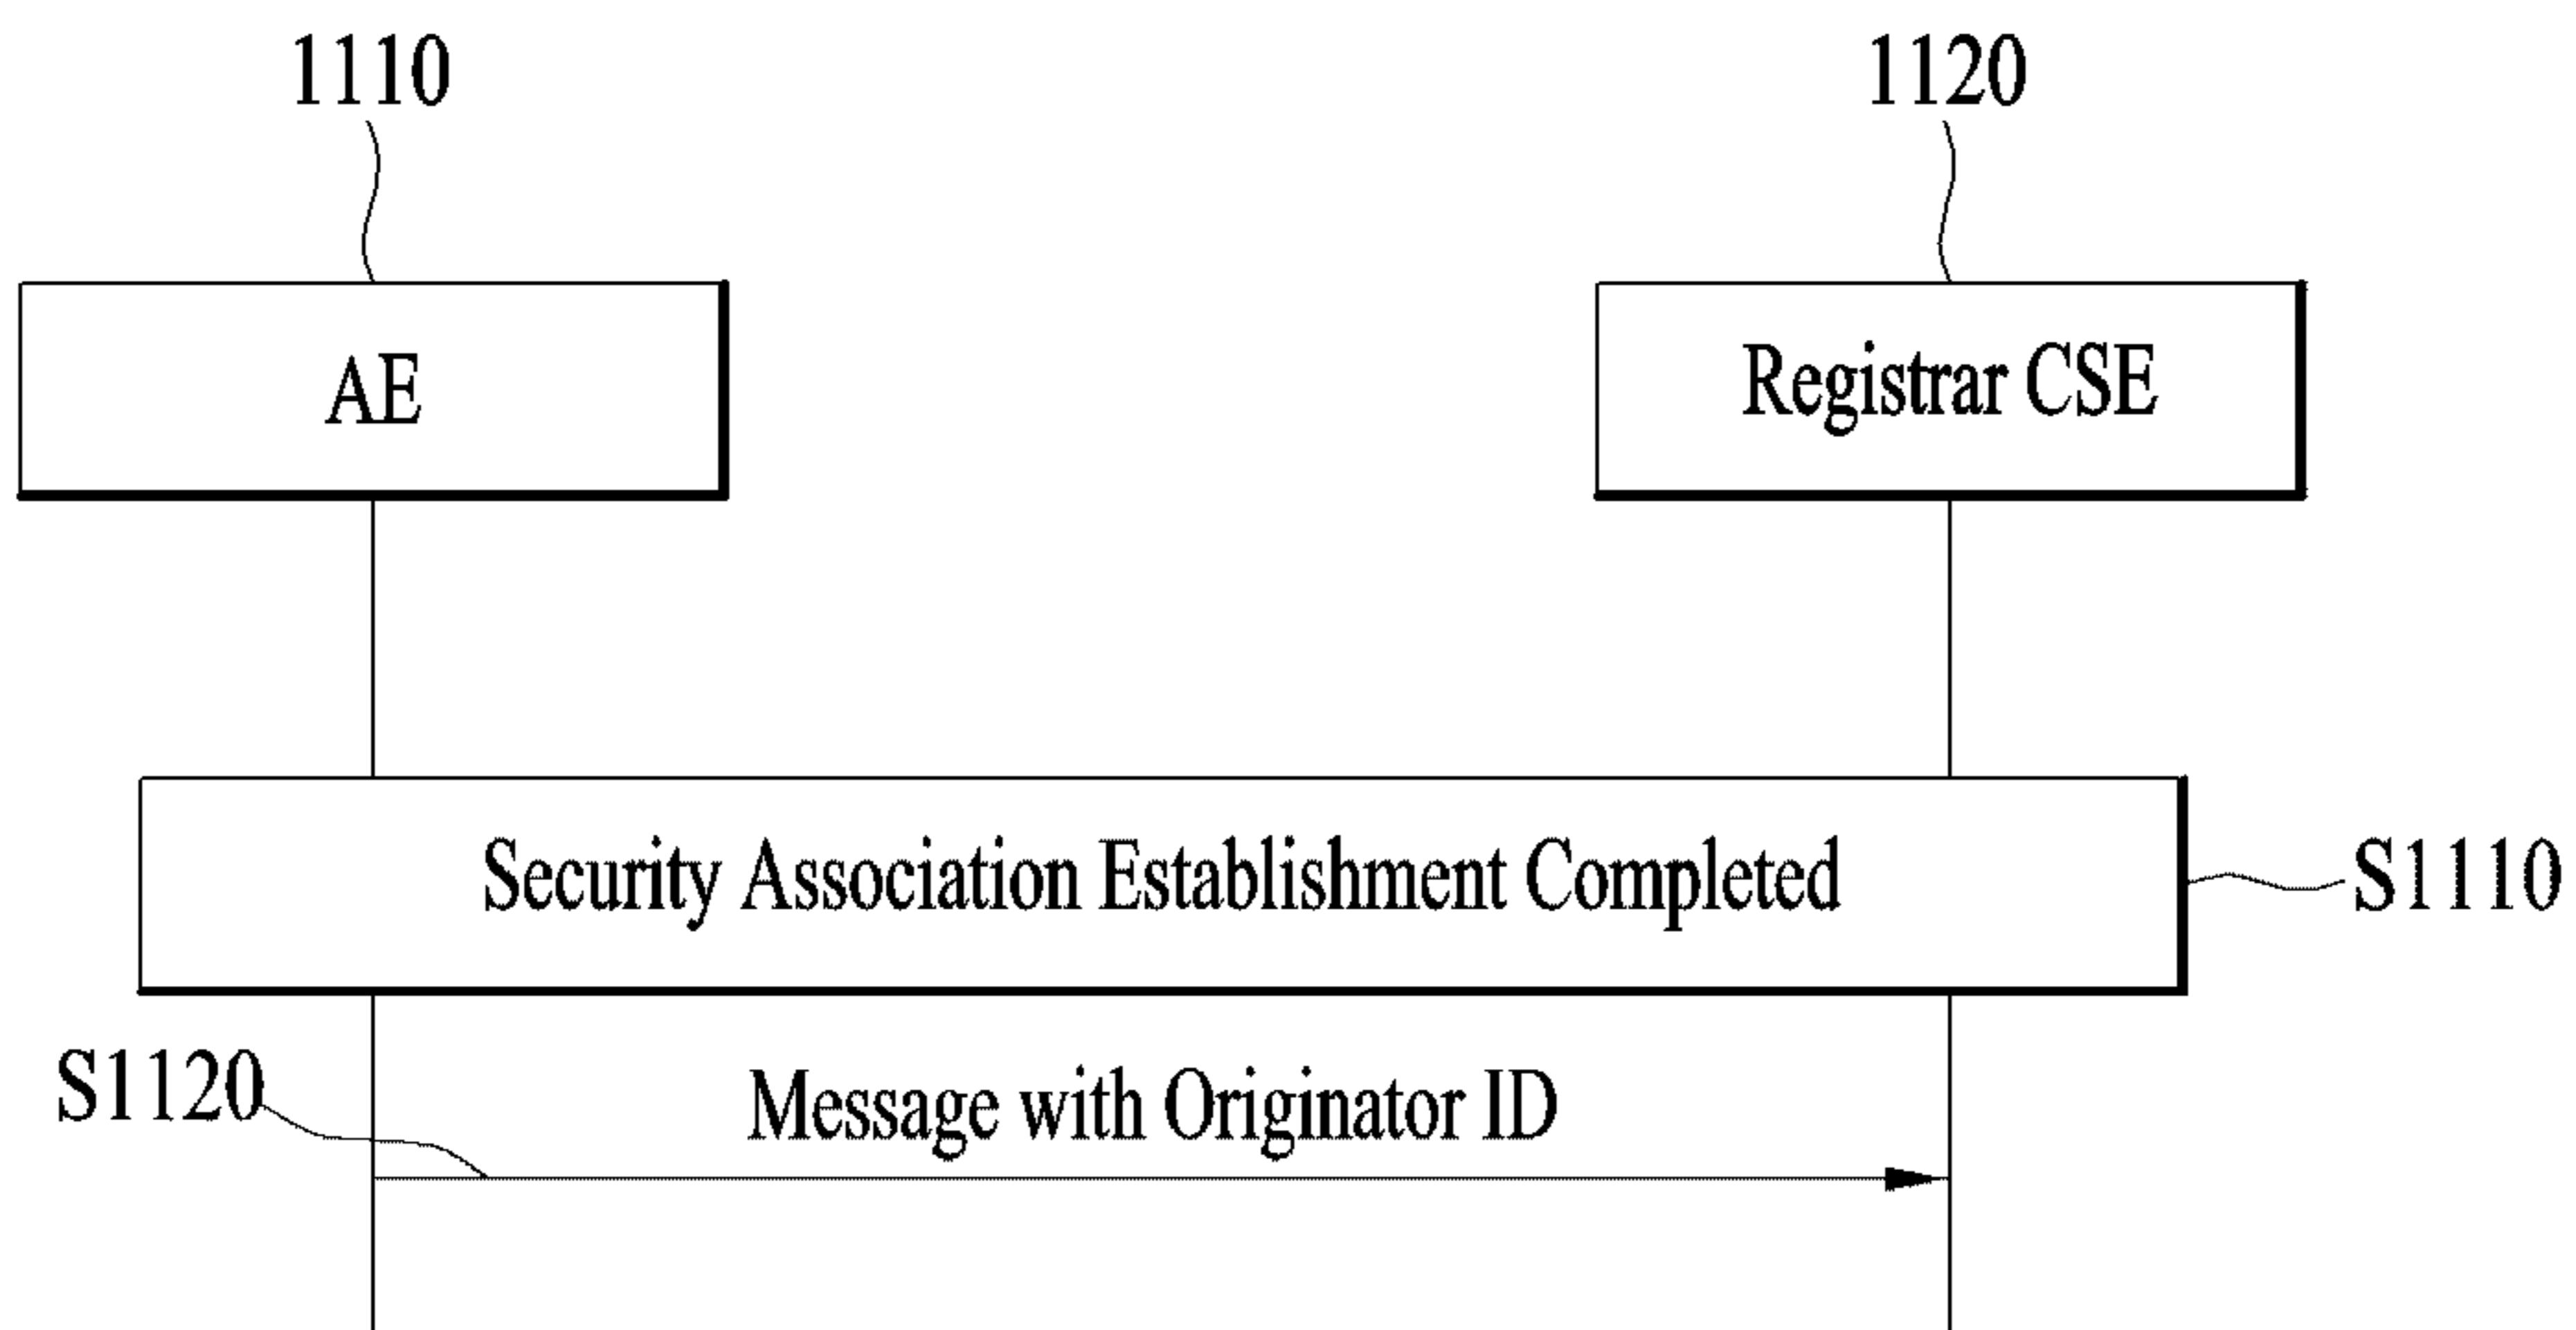 1110
1120
AE
Registrar CSE
Security Association Establishment Completed
S1110
S1120
Message with Originator ID